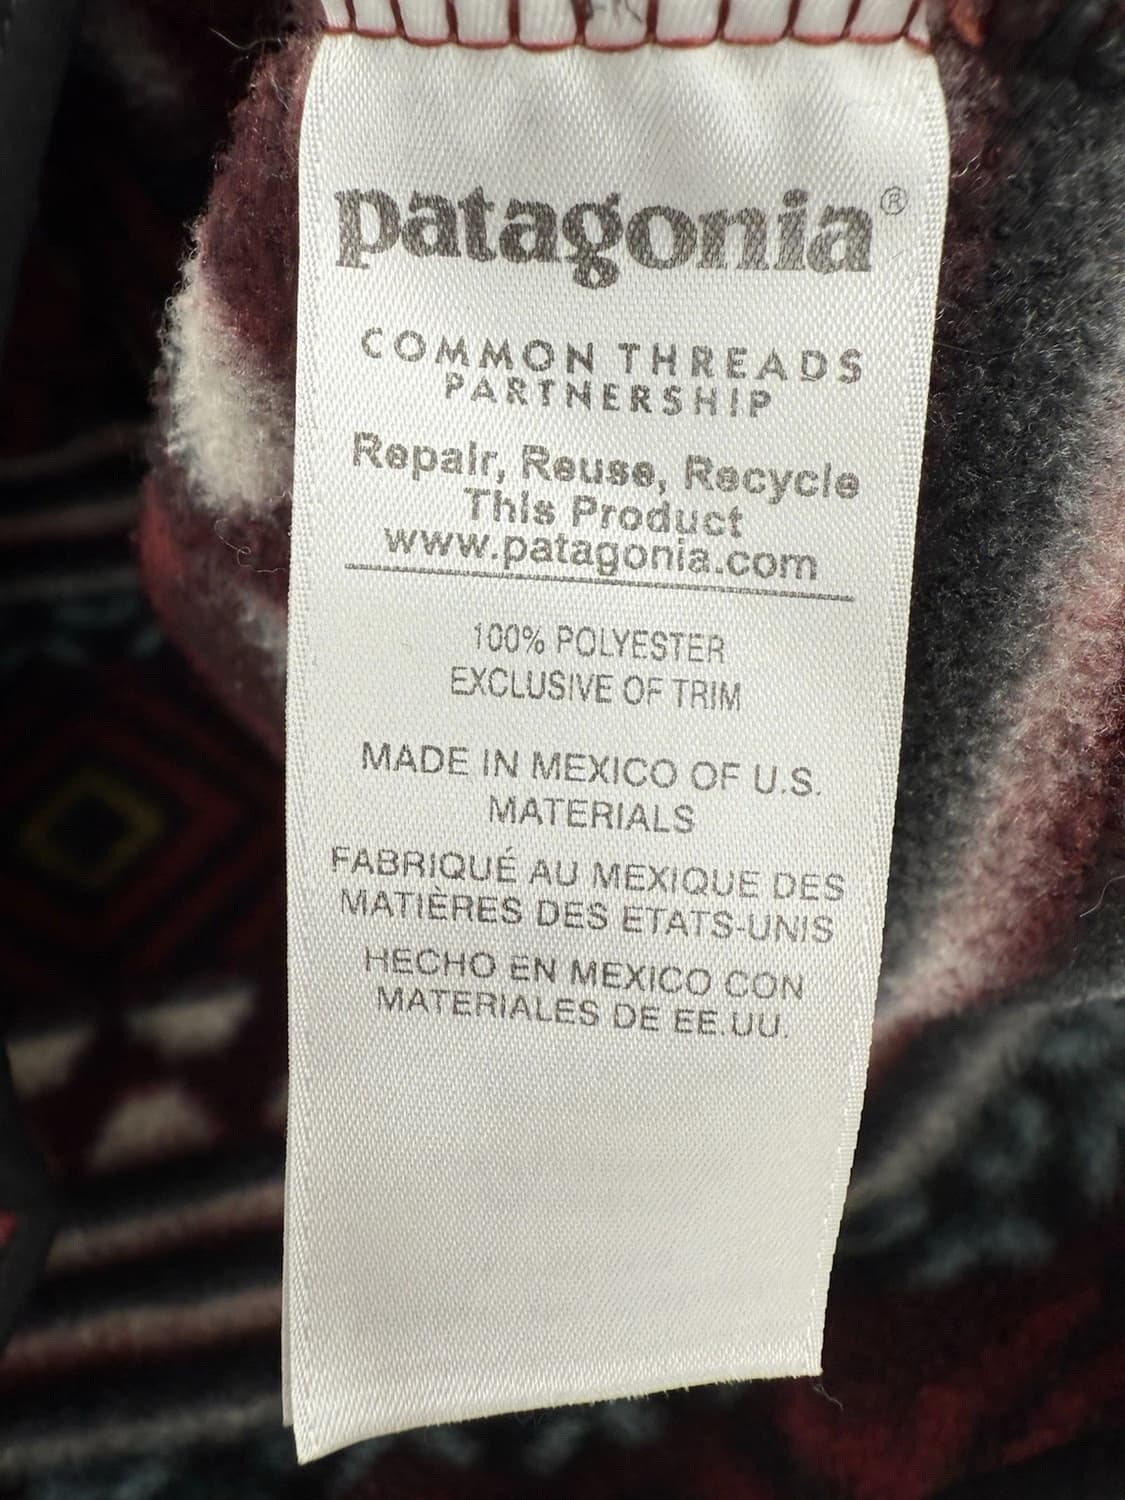 patagonia®
COMMON THREADS
PARTNERSHIP
Repair, Reuse, Recycle
This Product
www.patagonia.com
100% POLYESTER
EXCLUSIVE OF TRIM
MADE IN MEXICO OF U.S.
MATERIALS
FABRIQUÉ AU MEXIQUE DES
MATIÈRES DES ETATS-UNIS
HECHO EN MEXICO CON
MATERIALES DE EE.UU.